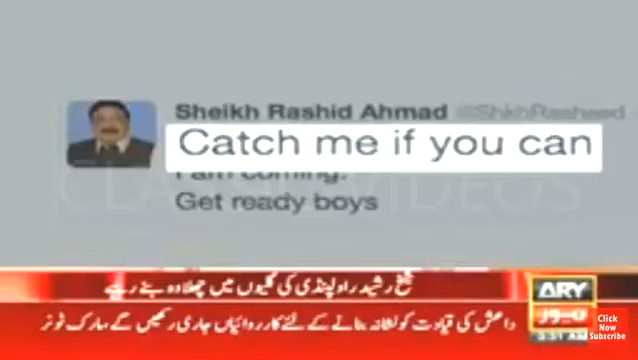 Sheikh Rashid Ahmad @ShkhRasheed
Catch me if you can
I am coming.
Get ready boys
CLASSIC VIDEOS
شیخ رشید راولپنڈی کی گلیوں میں چھلاوہ بنے رہے
ARY
نیوز
داعش کی قیادت کو نشانہ بنانے کے لئے کارروائیاں جاری رکھیں گے، مارک ٹونر
Click
Now
Subscribe